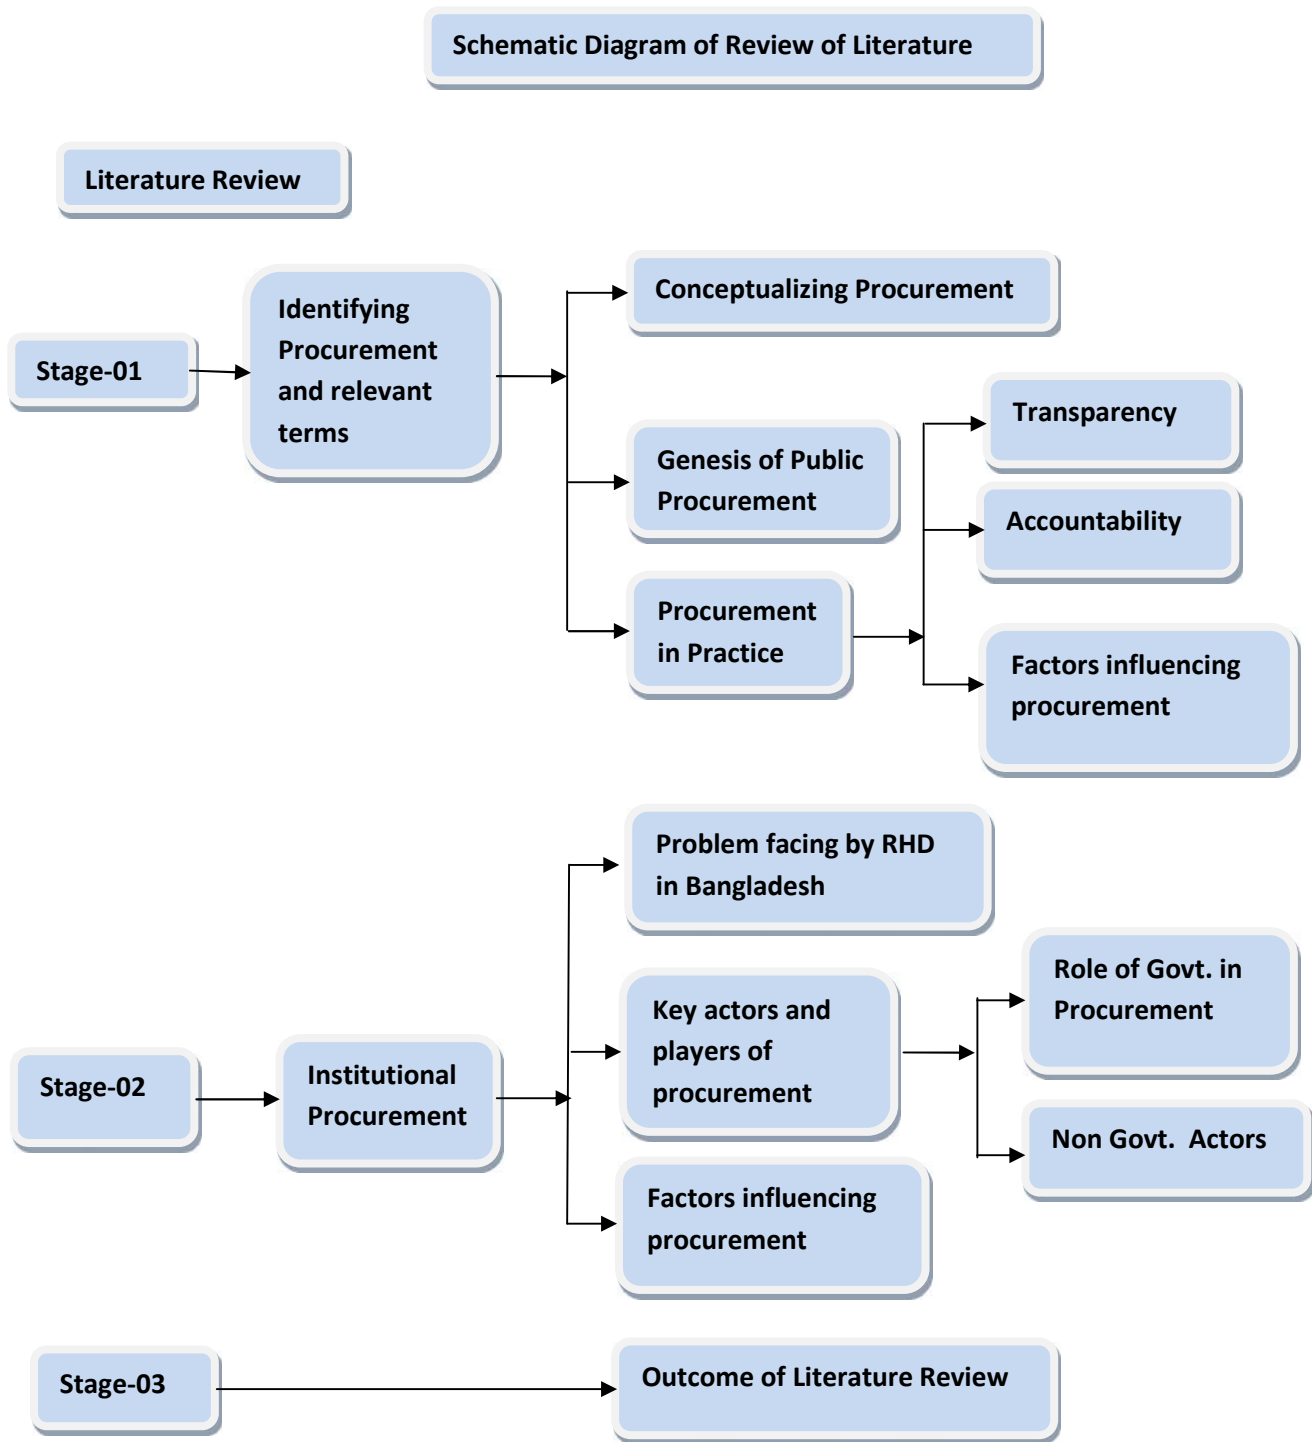 Schematic Diagram of Review of Literature
Literature Review
Stage-01
Identifying
Procurement
and relevant
terms
Conceptualizing Procurement
Genesis of Public
Procurement
Procurement
in Practice
Transparency
Accountability
Factors influencing
procurement
Stage-02
Institutional
Procurement
Problem facing by RHD
in Bangladesh
Key actors and
players of
procurement
Factors influencing
procurement
Role of Govt. in
Procurement
Non Govt.  Actors
Stage-03
Outcome of Literature Review